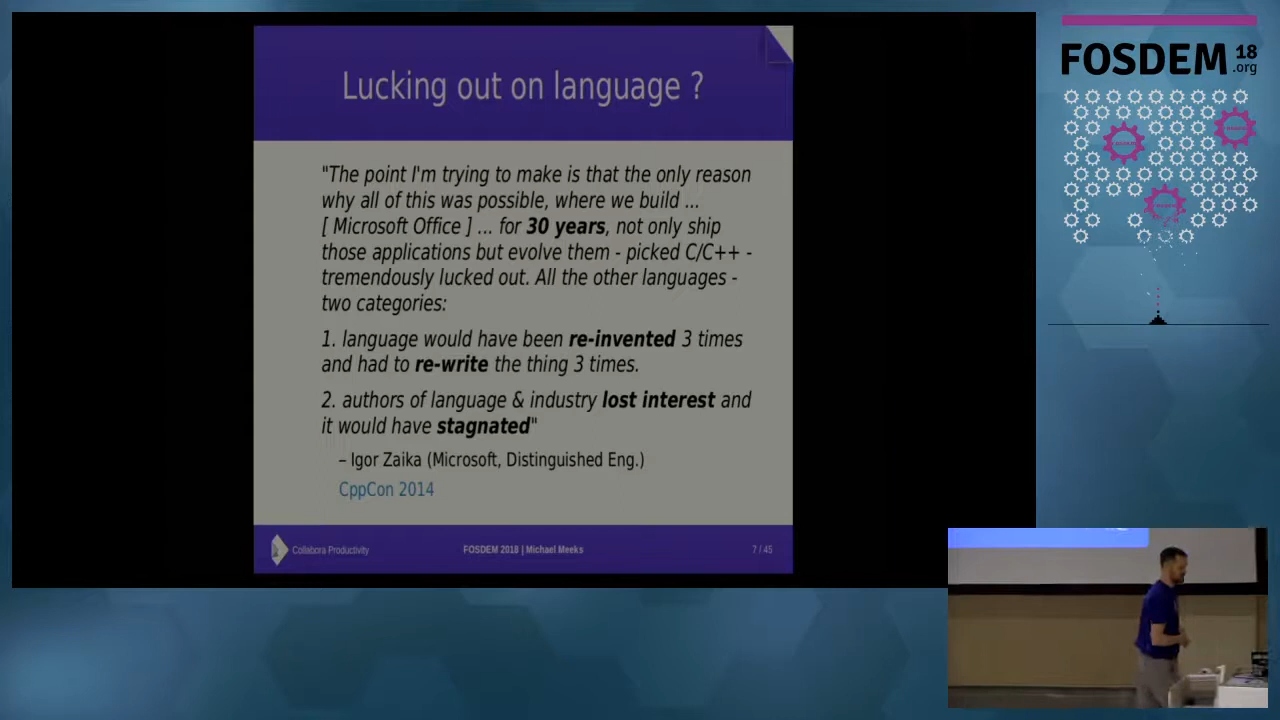 Lucking out on language ?
"The point I'm trying to make is that the only reason
why all of this was possible, where we build ...
[ Microsoft Office ] ... for 30 years, not only ship
those applications but evolve them - picked C/C++ -
tremendously lucked out. All the other languages -
two categories:
1. language would have been re-invented 3 times
and had to re-write the thing 3 times.
2. authors of language & industry lost interest and
it would have stagnated"
– Igor Zaika (Microsoft, Distinguished Eng.)
CppCon 2014
Collabora Productivity
FOSDEM 2018 | Michael Meeks
7 / 45
FOSDEM 18
.org